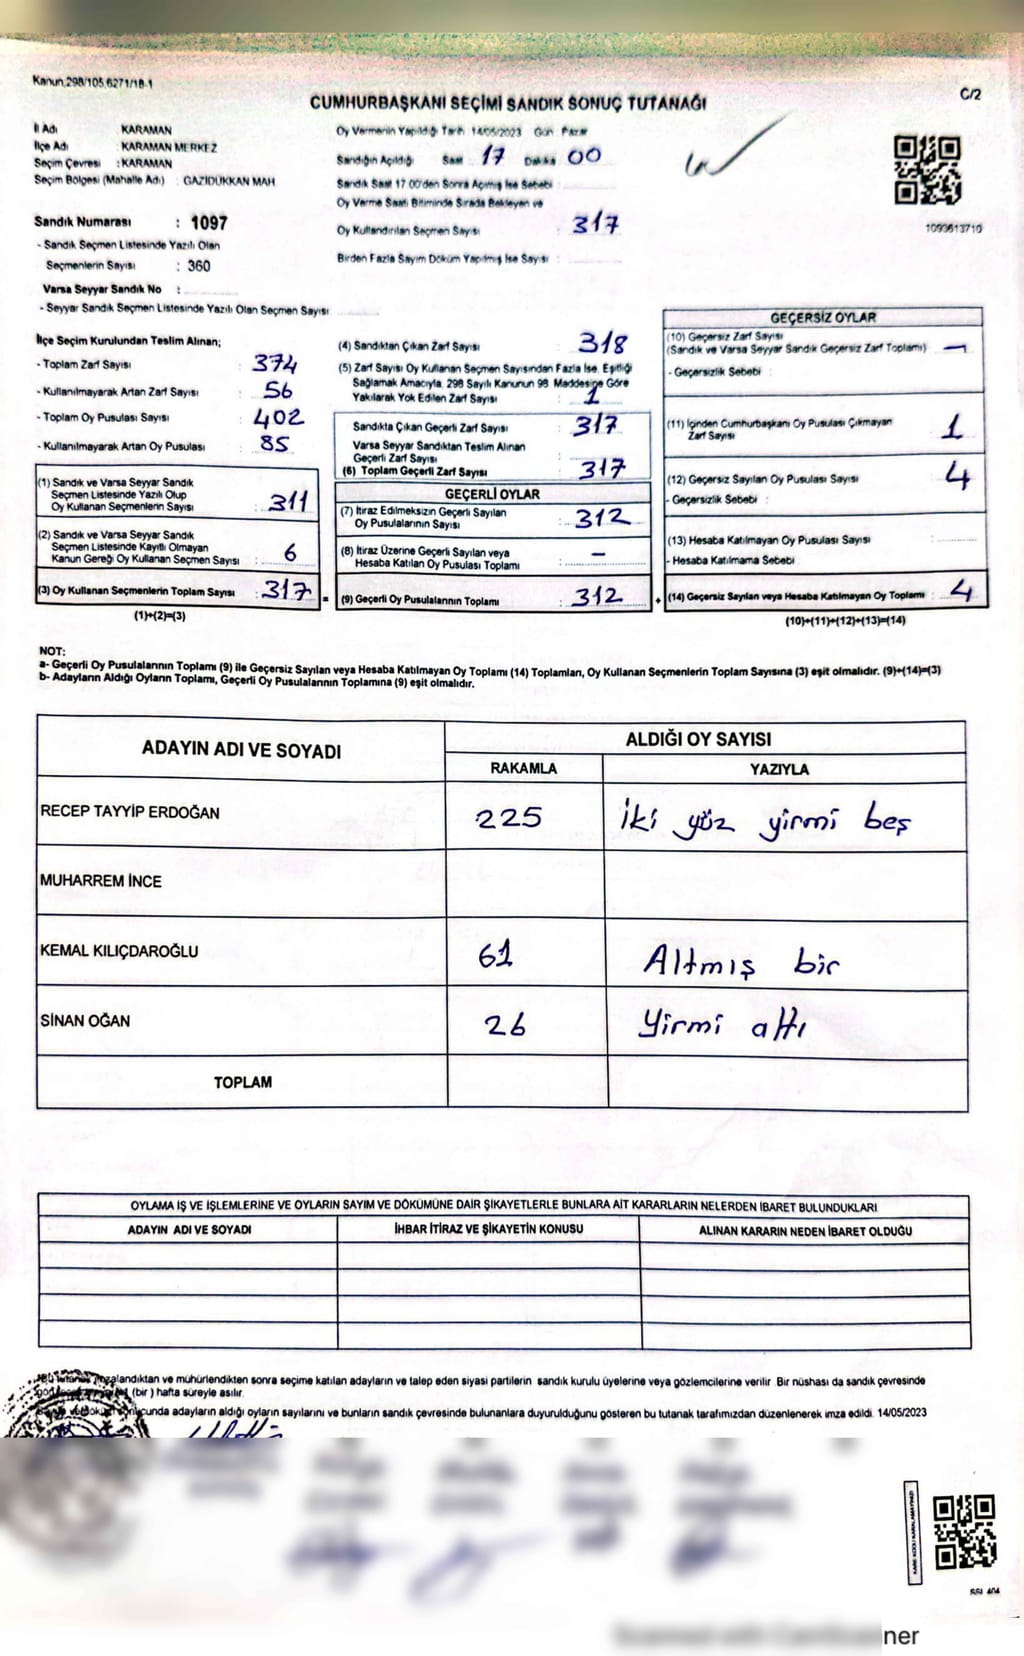 Kanun.298/105,6271/18-1
C/2
CUMHURBAŞKANI SEÇİMİ SANDIK SONUÇ TUTANAĞI
İl Adı KARAMAN
İlçe Adı KARAMAN MERKEZ
Seçim Çevresi : KARAMAN
Seçim Bölgesi (Mahalle Adı) : GAZİDÜKKAN MAH
Sandık Numarası : 1097
- Sandık Seçmen Listesinde Yazılı Olan
Seçmenlerin Sayısı : 360
Varsa Seyyar Sandık No :
- Seyyar Sandık Seçmen Listesinde Yazılı Olan Seçmen Sayısı
Oy Vermenin Yapıldığı Tarih 14/05/2023 Gün Pazar
Sandığın Açıldığı Saat 17 Dakika 00
Sandık Saat 17 00'den Sonra Açılmış İse Sebebi :
Oy Verme Saati Bitiminde Sırada Bekleyen ve
Oy Kullandırılan Seçmen Sayısı : 317
Birden Fazla Sayım Döküm Yapılmış İse Sayısı :
1093613710
İlçe Seçim Kurulundan Teslim Alınan;
- Toplam Zarf Sayısı : 374
- Kullanılmayarak Artan Zarf Sayısı : 56
- Toplam Oy Pusulası Sayısı : 402
- Kullanılmayarak Artan Oy Pusulası : 85
(1) Sandık ve Varsa Seyyar Sandık
Seçmen Listesinde Yazılı Olup
Oy Kullanan Seçmenlerin Sayısı : 311
(2) Sandık ve Varsa Seyyar Sandık
Seçmen Listesinde Kayıtlı Olmayan
Kanun Gereği Oy Kullanan Seçmen Sayısı : 6
(3) Oy Kullanan Seçmenlerin Toplam Sayısı : 317 =
(1)+(2)=(3)
(4) Sandıktan Çıkan Zarf Sayısı : 318
(5) Zarf Sayısı Oy Kullanan Seçmen Sayısından Fazla İse, Eşitliği
Sağlamak Amacıyla, 298 Sayılı Kanunun 98 Maddesine Göre
Yakılarak Yok Edilen Zarf Sayısı 1
Sandıkta Çıkan Geçerli Zarf Sayısı : 317
Varsa Seyyar Sandıktan Teslim Alınan
Geçerli Zarf Sayısı :
(6) Toplam Geçerli Zarf Sayısı : 317
GEÇERLİ OYLAR
(7) İtiraz Edilmeksizin Geçerli Sayılan
Oy Pusulalarının Sayısı : 312
(8) İtiraz Üzerine Geçerli Sayılan veya
Hesaba Katılan Oy Pusulası Toplamı : –
(9) Geçerli Oy Pusulalarının Toplamı : 312 +
GEÇERSİZ OYLAR
(10) Geçersiz Zarf Sayısı
(Sandık ve Varsa Seyyar Sandık Geçersiz Zarf Toplamı) –
- Geçersizlik Sebebi :
(11) İçinden Cumhurbaşkanı Oy Pusulası Çıkmayan
Zarf Sayısı 1
(12) Geçersiz Sayılan Oy Pusulası Sayısı : 4
- Geçersizlik Sebebi :
(13) Hesaba Katılmayan Oy Pusulası Sayısı :
- Hesaba Katılmama Sebebi
(14) Geçersiz Sayılan veya Hesaba Katılmayan Oy Toplamı : 4
(10)+(11)+(12)+(13)=(14)
NOT:
a- Geçerli Oy Pusulalarının Toplamı (9) ile Geçersiz Sayılan veya Hesaba Katılmayan Oy Toplamı (14) Toplamları, Oy Kullanan Seçmenlerin Toplam Sayısına (3) eşit olmalıdır. (9)+(14)=(3)
b- Adayların Aldığı Oyların Toplamı, Geçerli Oy Pusulalarının Toplamına (9) eşit olmalıdır.
ADAYIN ADI VE SOYADI ALDIĞI OY SAYISI
RAKAMLA YAZIYLA
RECEP TAYYİP ERDOĞAN 225 İki yüz yirmi beş
MUHARREM İNCE
KEMAL KILIÇDAROĞLU 61 Altmış bir
SİNAN OĞAN 26 Yirmi altı
TOPLAM
OYLAMA İŞ VE İŞLEMLERİNE VE OYLARIN SAYIM VE DÖKÜMÜNE DAİR ŞİKAYETLERLE BUNLARA AİT KARARLARIN NELERDEN İBARET BULUNDUKLARI
ADAYIN ADI VE SOYADI İHBAR İTİRAZ VE ŞİKAYETİN KONUSU ALINAN KARARIN NEDEN İBARET OLDUĞU
alandıktan ve mühürlendikten sonra seçime katılan adayların ve talep eden siyasi partilerin sandık kurulu üyelerine veya gözlemcilerine verilir Bir nüshası da sandık çevresinde
(bir) hafta süreyle asılır.
cunda adayların aldığı oyların sayılarını ve bunların sandık çevresinde bulunanlara duyurulduğunu gösteren bu tutanak tarafımızdan düzenlenerek imza edildi. 14/05/2023
ner